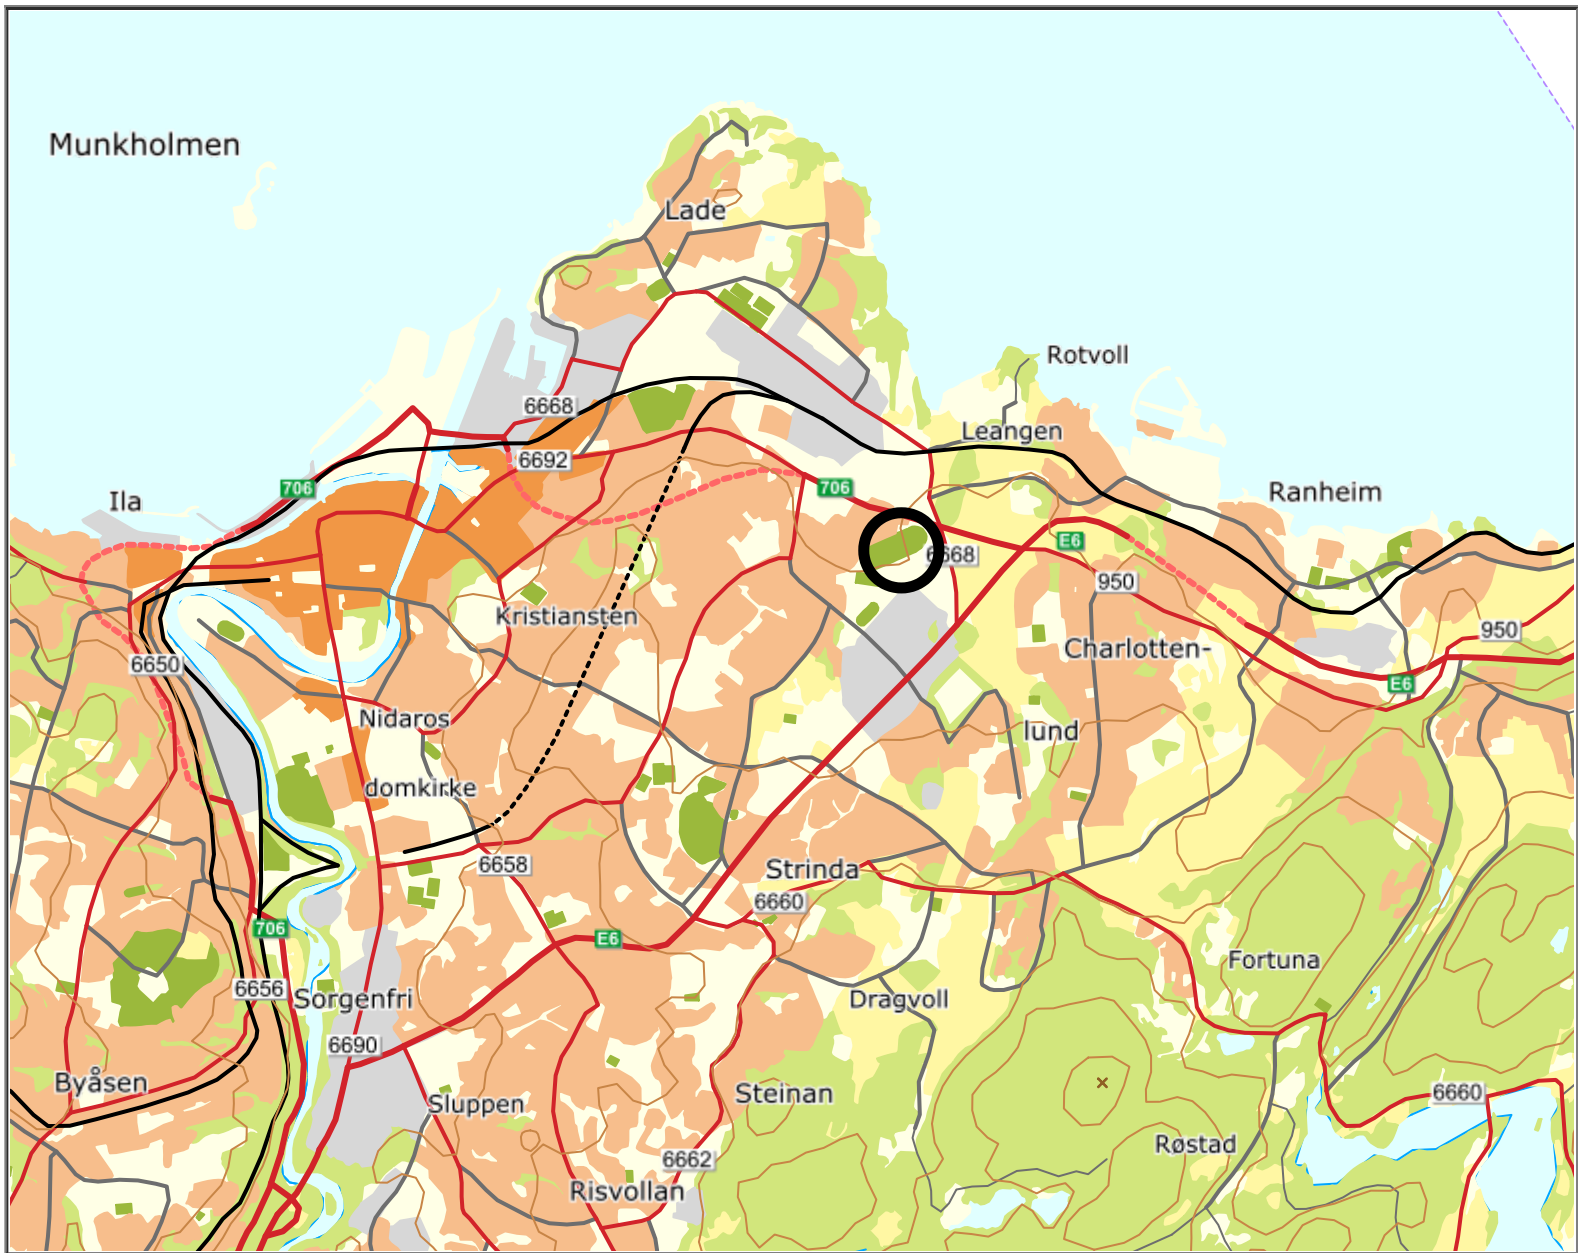 Munkholmen
Lade
Rotvoll
6668
Leangen
6692
706
706
Ila
Ranheim
E6
6668
950
Kristiansten
950
Charlotten-
6650
E6
Nidaros
lund
domkirke
6658
Strinda
6660
706
E6
Fortuna
6656
Sorgenfri
Dragvoll
6690
Byåsen
Sluppen
Steinan
6660
Røstad
6662
Risvollan